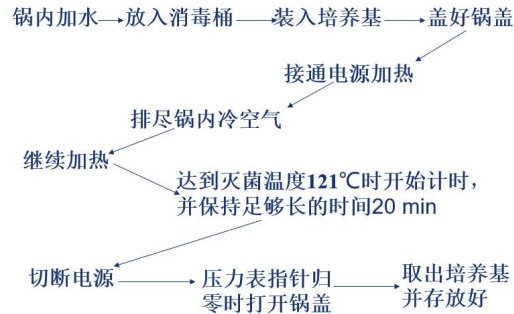 锅内加水 放入消毒桶 装入培养基 盖好锅盖
接通电源加热
排尽锅内冷空气
继续加热
达到灭菌温度121℃时开始计时，
并保持足够长的时间20 min
切断电源
压力表指针归
零时打开锅盖
取出培养基
并存放好